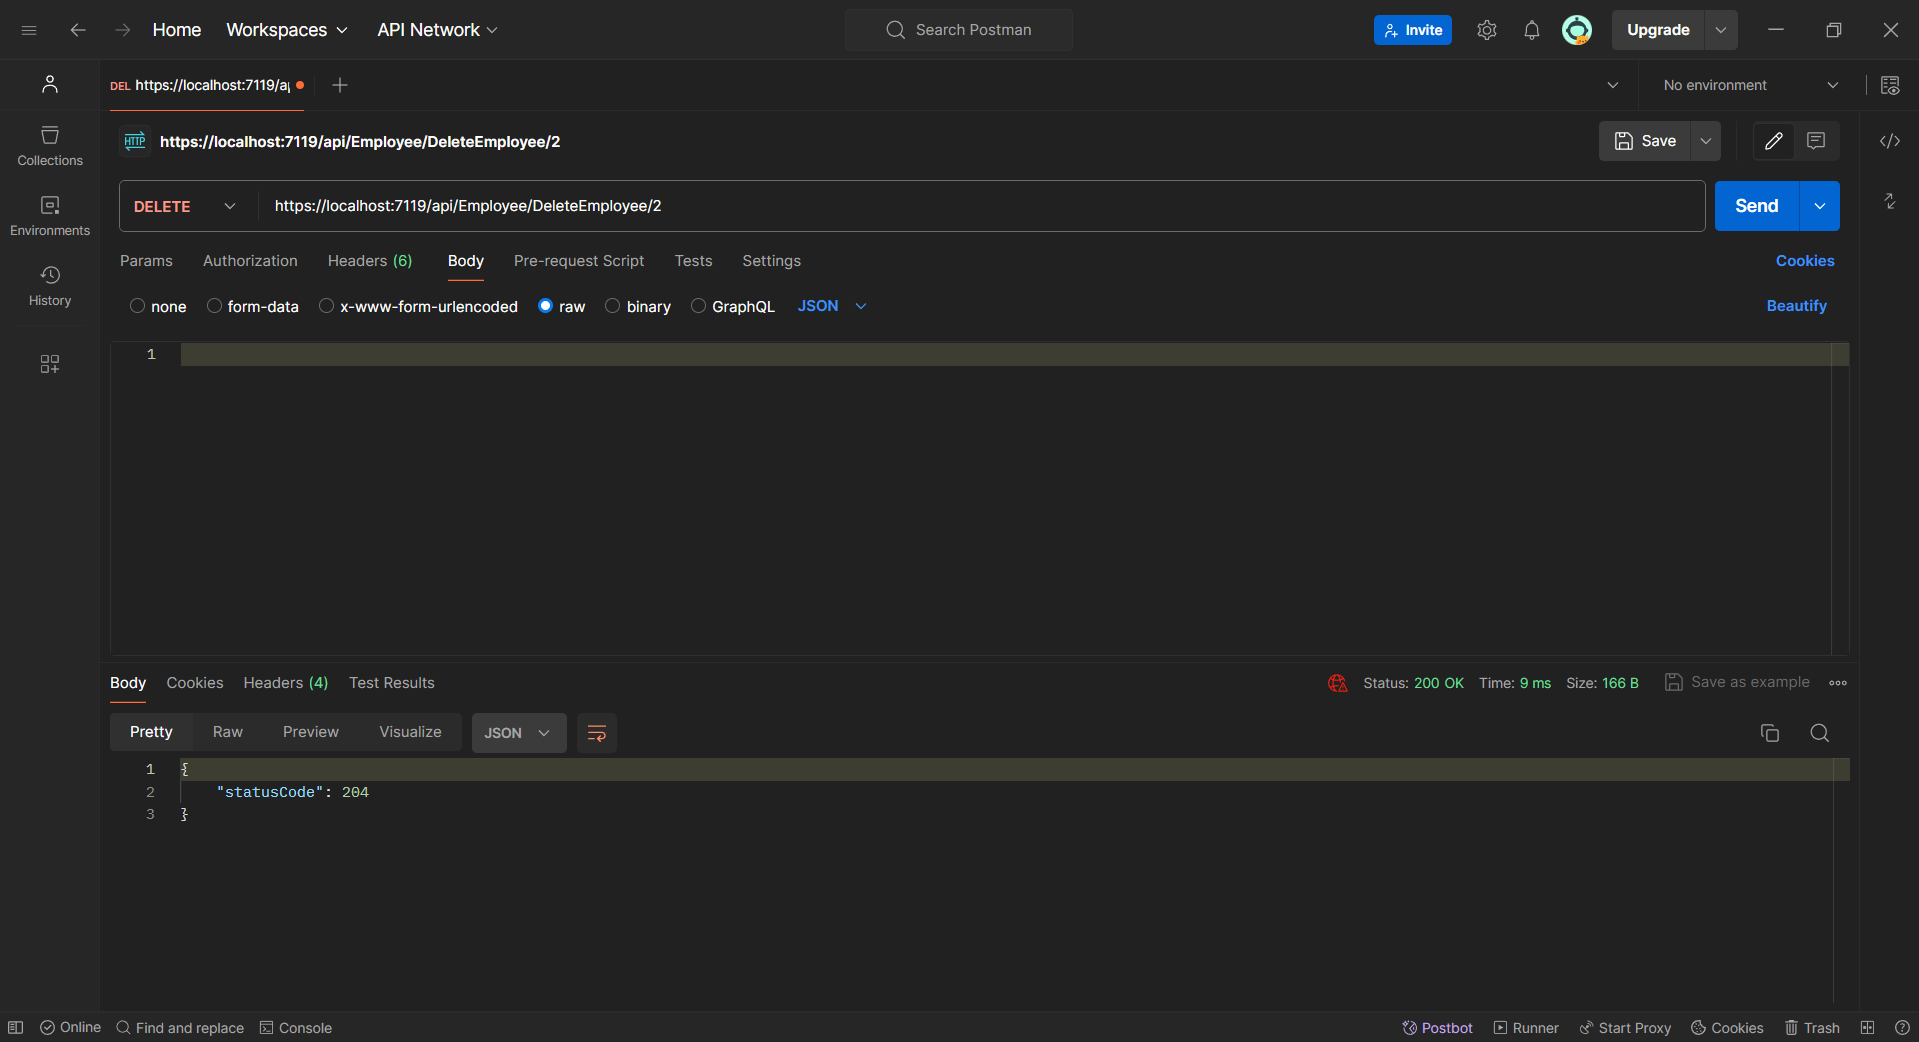 Home Workspaces API Network Search Postman Invite Upgrade
DEL https://localhost:7119/ap No environment
HTTP https://localhost:7119/api/Employee/DeleteEmployee/2 Save
Collections
DELETE https://localhost:7119/api/Employee/DeleteEmployee/2 Send
Environments
Params Authorization Headers (6) Body Pre-request Script Tests Settings Cookies
History
none form-data x-www-form-urlencoded raw binary GraphQL JSON Beautify
1
Body Cookies Headers (4) Test Results Status: 200 OK Time: 9 ms Size: 166 B Save as example
Pretty Raw Preview Visualize JSON
1 {
2 "statusCode": 204
3 }
Online Find and replace Console Postbot Runner Start Proxy Cookies Trash